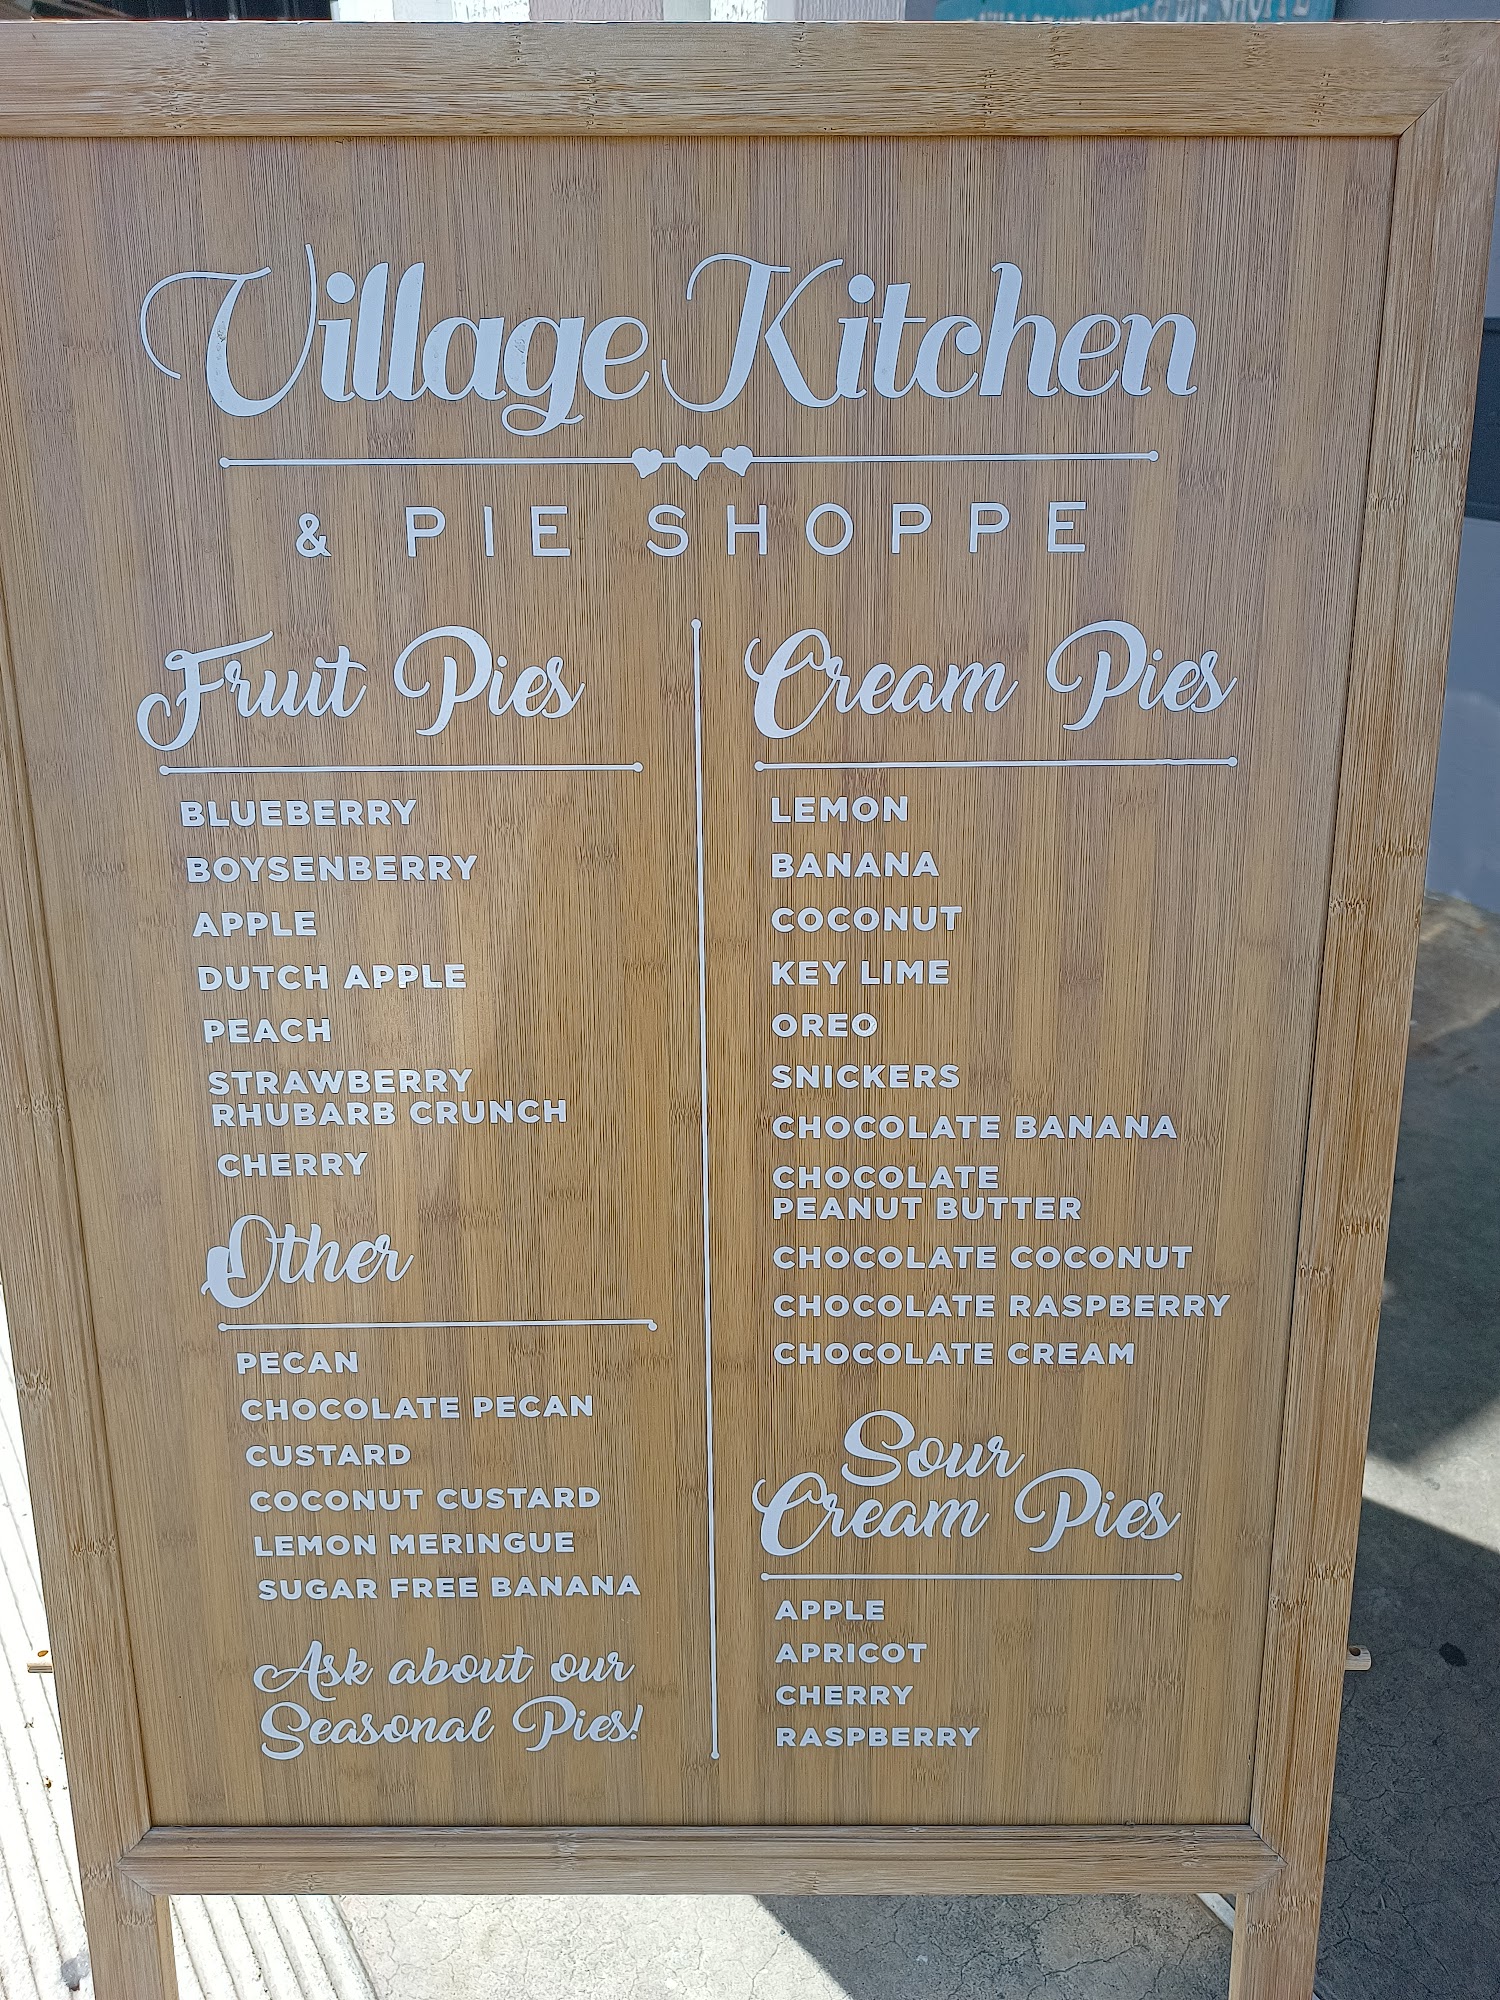 Village Kitchen
& PIE SHOPPE
Fruit Pies
BLUEBERRY
BOYSENBERRY
APPLE
DUTCH APPLE
PEACH
STRAWBERRY
RHUBARB CRUNCH
CHERRY
Other
PECAN
CHOCOLATE PECAN
CUSTARD
COCONUT CUSTARD
LEMON MERINGUE
SUGAR FREE BANANA
Ask about our
Seasonal Pies!
Cream Pies
LEMON
BANANA
COCONUT
KEY LIME
OREO
SNICKERS
CHOCOLATE BANANA
CHOCOLATE
PEANUT BUTTER
CHOCOLATE COCONUT
CHOCOLATE RASPBERRY
CHOCOLATE CREAM
Sour
Cream Pies
APPLE
APRICOT
CHERRY
RASPBERRY